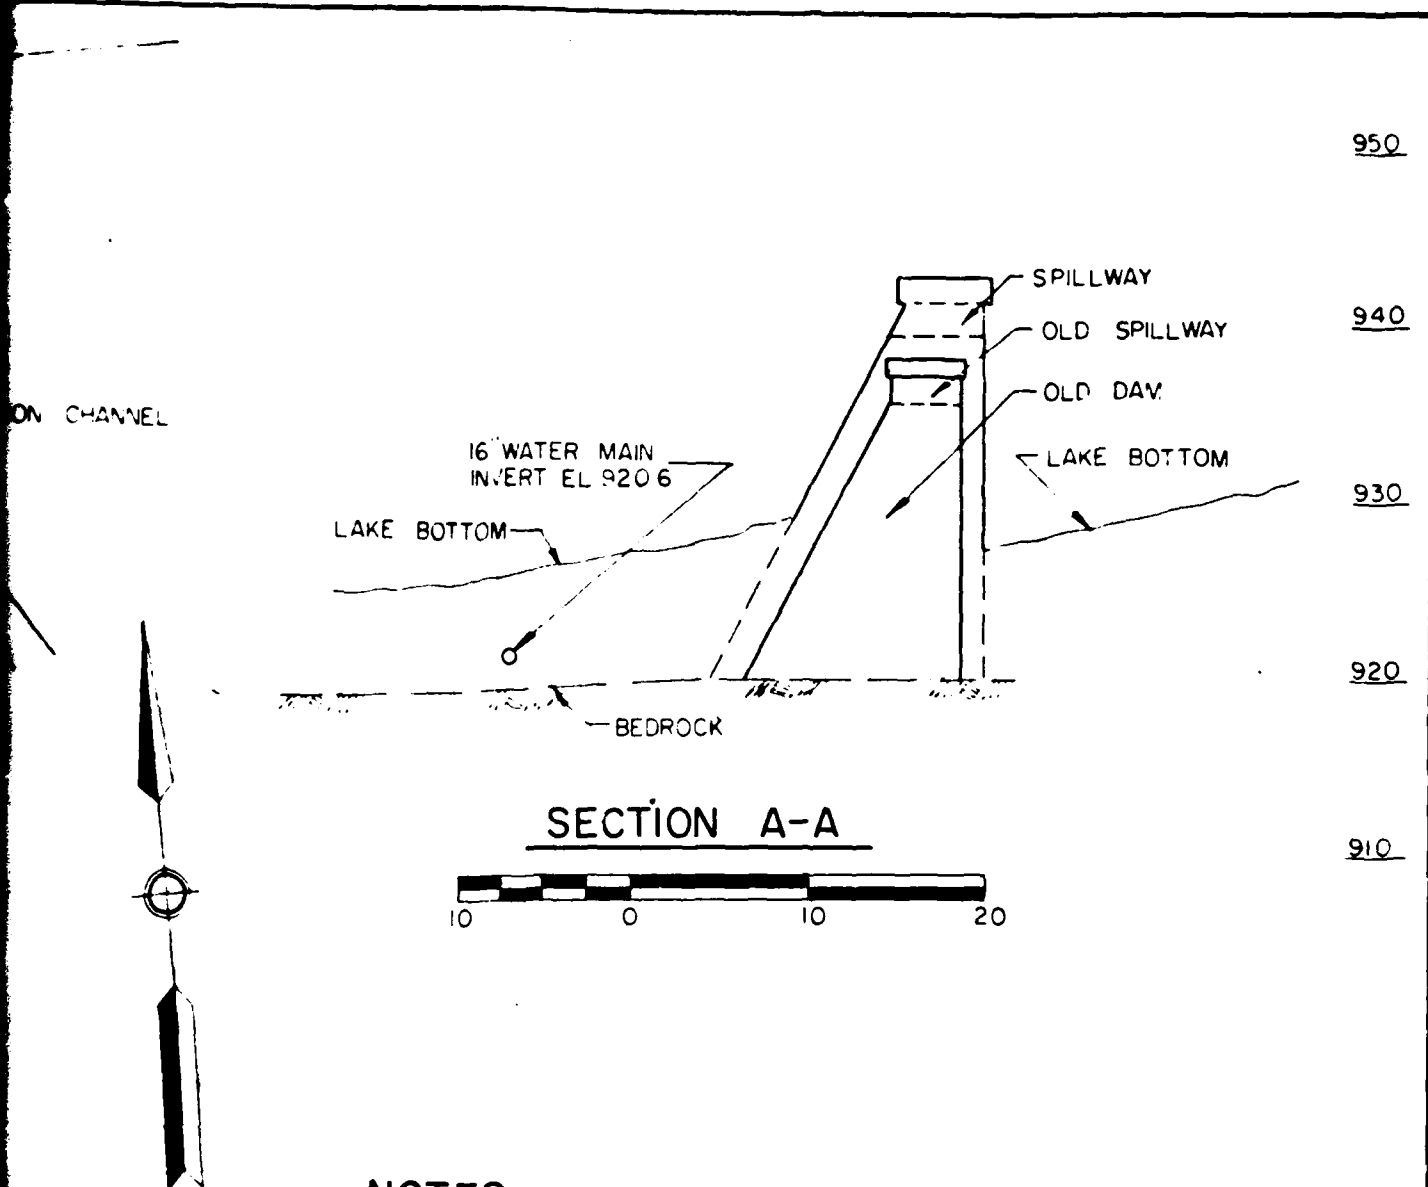 950
SPILLWAY
940
OLD SPILLWAY
OLD DAM
ON CHANNEL
16" WATER MAIN
INVERT EL 920 6
LAKE BOTTOM
930
LAKE BOTTOM
920
BEDROCK
SECTION A-A
910
10 0 10 20
NOTES